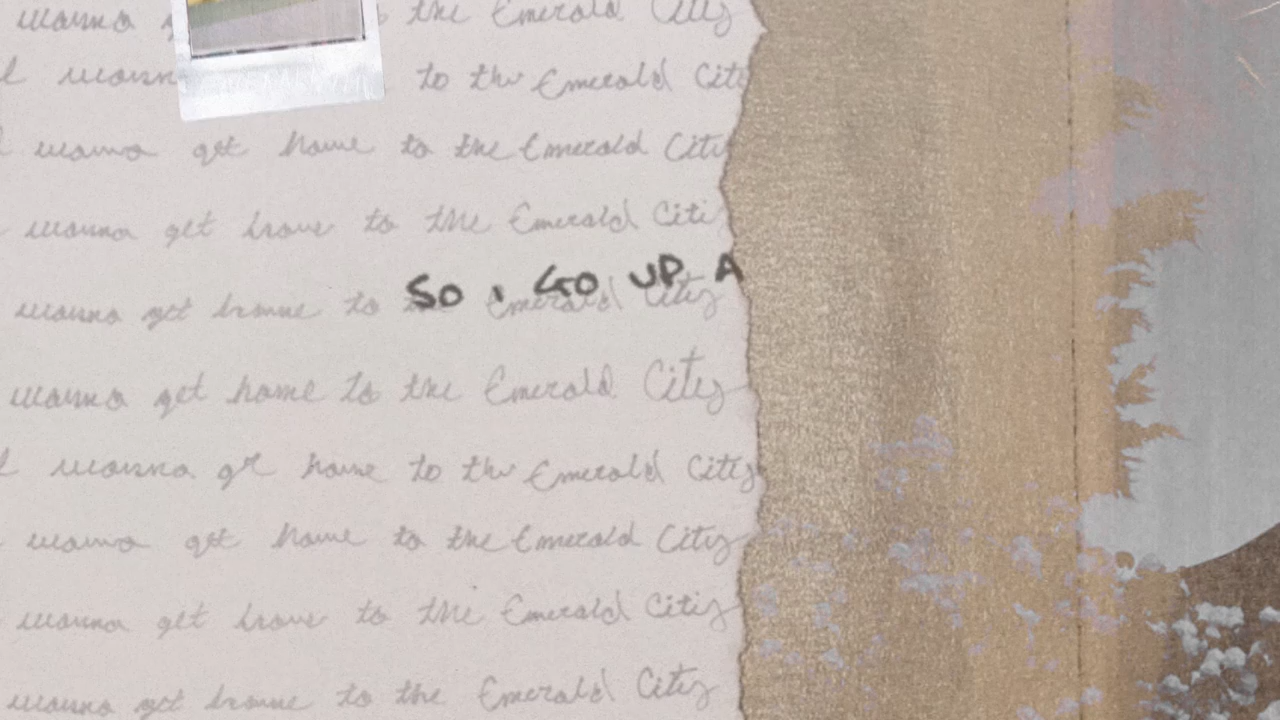 wanna to the Emerald City
I wanna to the Emerald City
I wanna get home to the Emerald City
wanna get home to the Emerald Citi
SO I GO UP A
wanna get home to the Emerald City
wanna get home to the Emerald City
I wanna get home to the Emerald City
wanna get home to the Emerald City
wanna get home to the Emerald City
wanna get home to the Emerald City